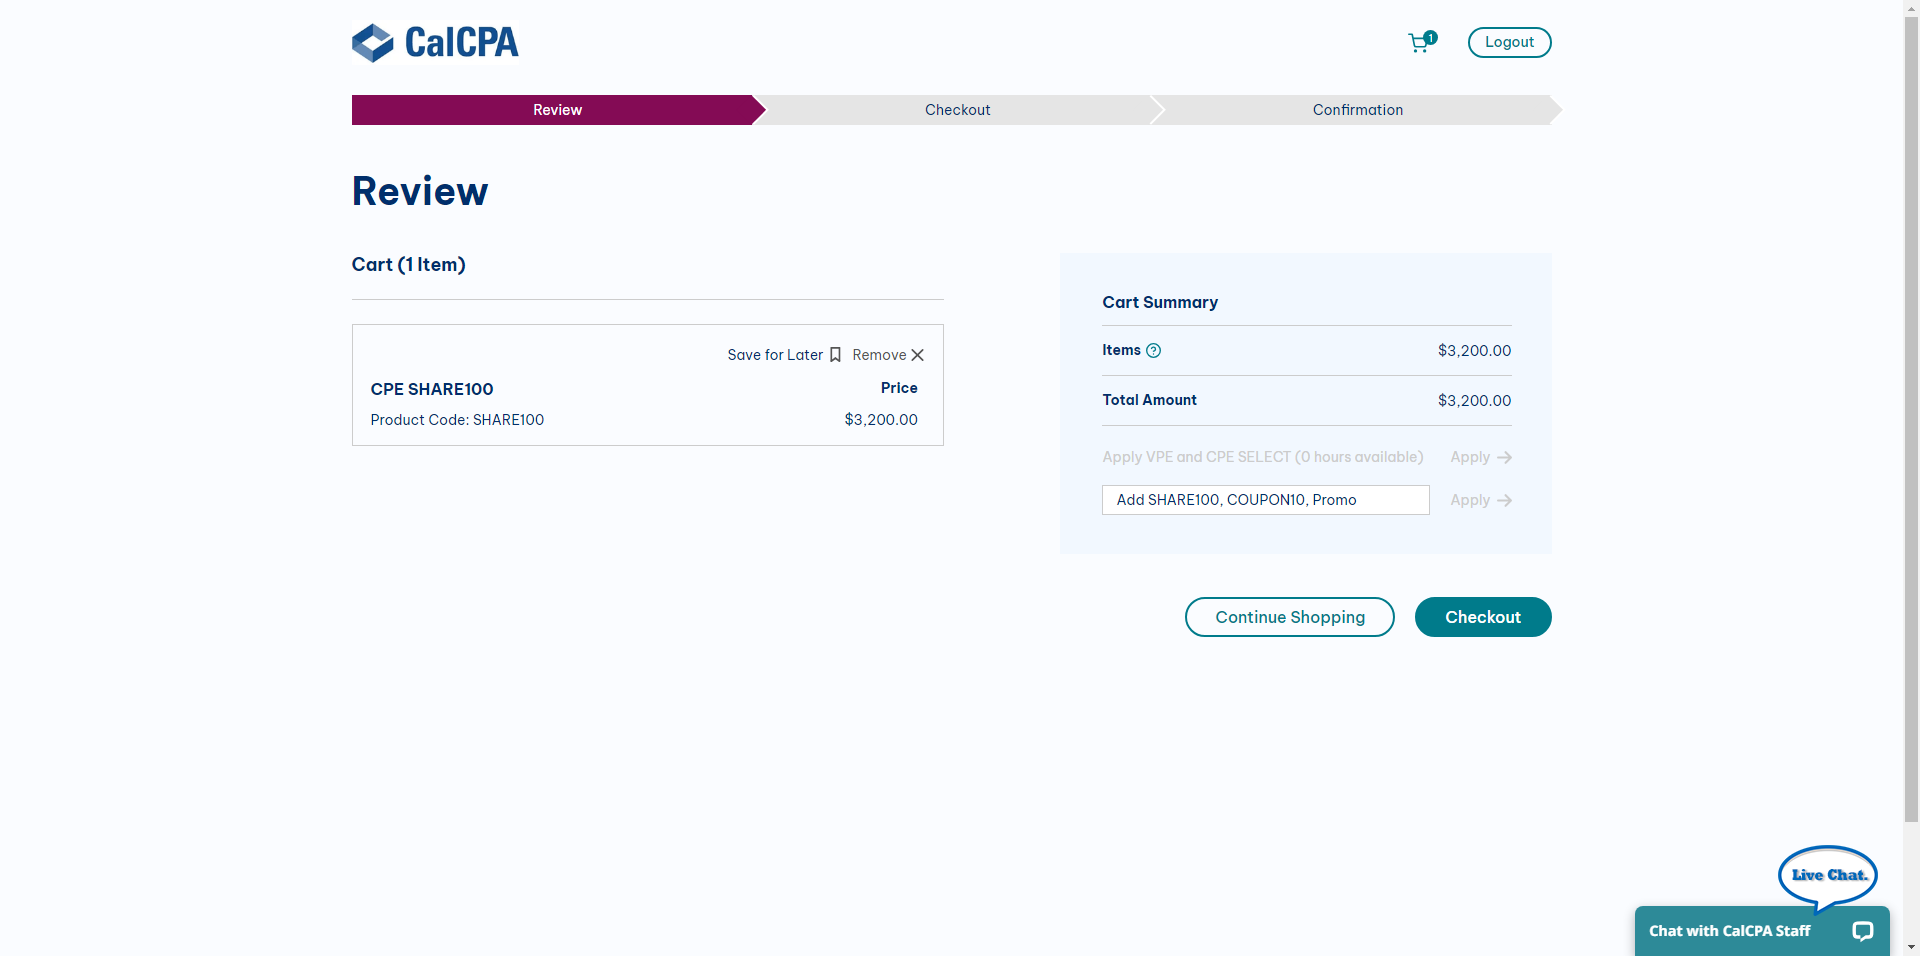 CalCPA
1
Logout
Review
Checkout
Confirmation
Review
Cart (1 Item)
Save for Later
Remove
CPE SHARE100
Price
Product Code: SHARE100
$3,200.00
Cart Summary
Items ?
$3,200.00
Total Amount
$3,200.00
Apply VPE and CPE SELECT (0 hours available)
Apply
Add SHARE100, COUPON10, Promo
Apply
Continue Shopping
Checkout
Live Chat.
Chat with CalCPA Staff